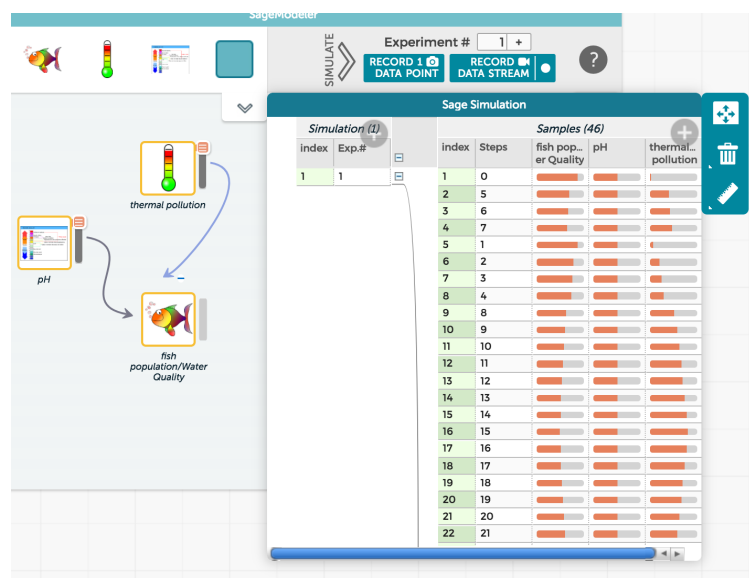 SageModeler
SIMULATE
Experiment # 1 +
RECORD 1
DATA POINT
RECORD
DATA STREAM
?
thermal pollution
pH
fish
population/Water
Quality
Sage Simulation
Simulation (1)
Samples (46)
index Exp.#
index Steps fish pop... er Quality pH thermal... pollution
1 1
1 0
2 5
3 6
4 7
5 1
6 2
7 3
8 4
9 8
10 9
11 10
12 11
13 12
14 13
15 14
16 15
17 16
18 17
19 18
20 19
21 20
22 21